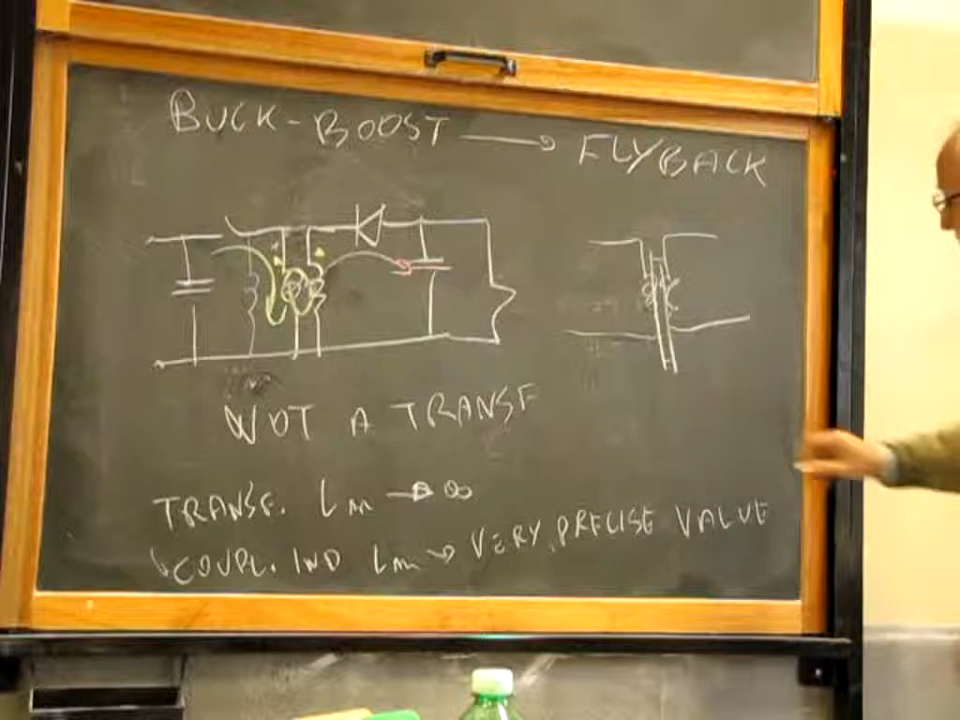 BUCK-BOOST → FLYBACK
NOT A TRANSF
TRANSF. Lm → ∞
↳ COUPL. IND Lm → VERY PRECISE VALUE